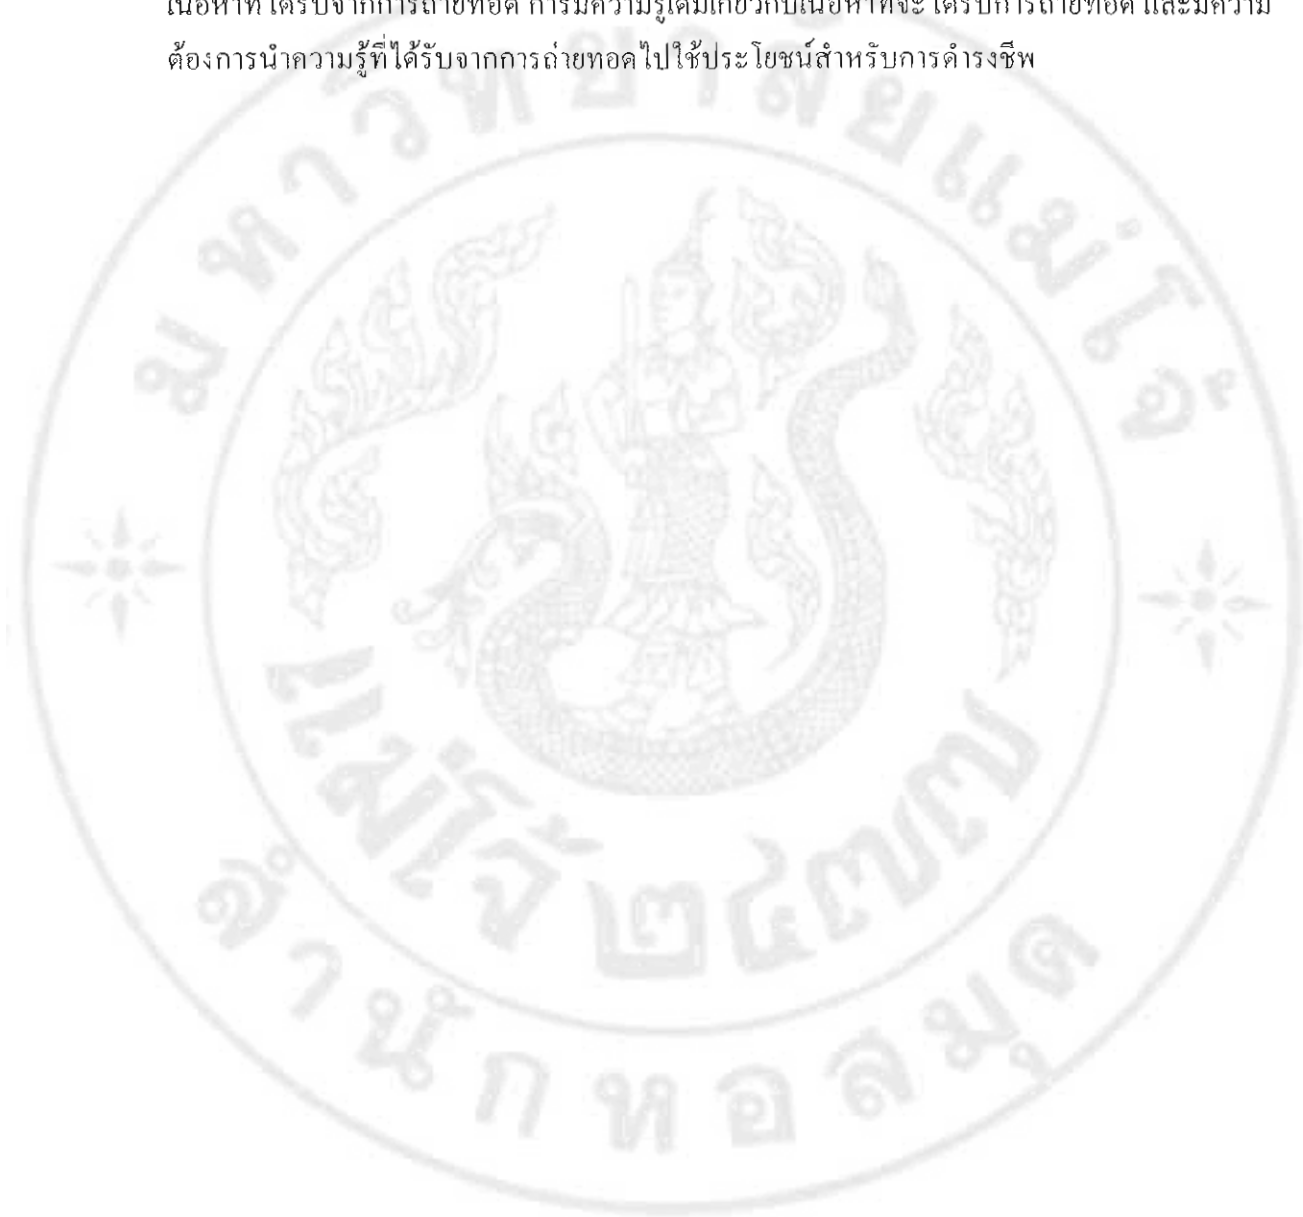 เนื้อหาที่ได้รับจากการถ่ายทอด การมีความรู้เดิมเกี่ยวกับเนื้อหาที่จะได้รับการถ่ายทอด และมีความ
ต้องการนำความรู้ที่ได้รับจากการถ่ายทอดไปใช้ประโยชน์สำหรับการดำรงชีพ
มหาวิทยาลัยแม่โจ้
แม่โจ้ ๒๔๗๗
สำนักหอสมุด